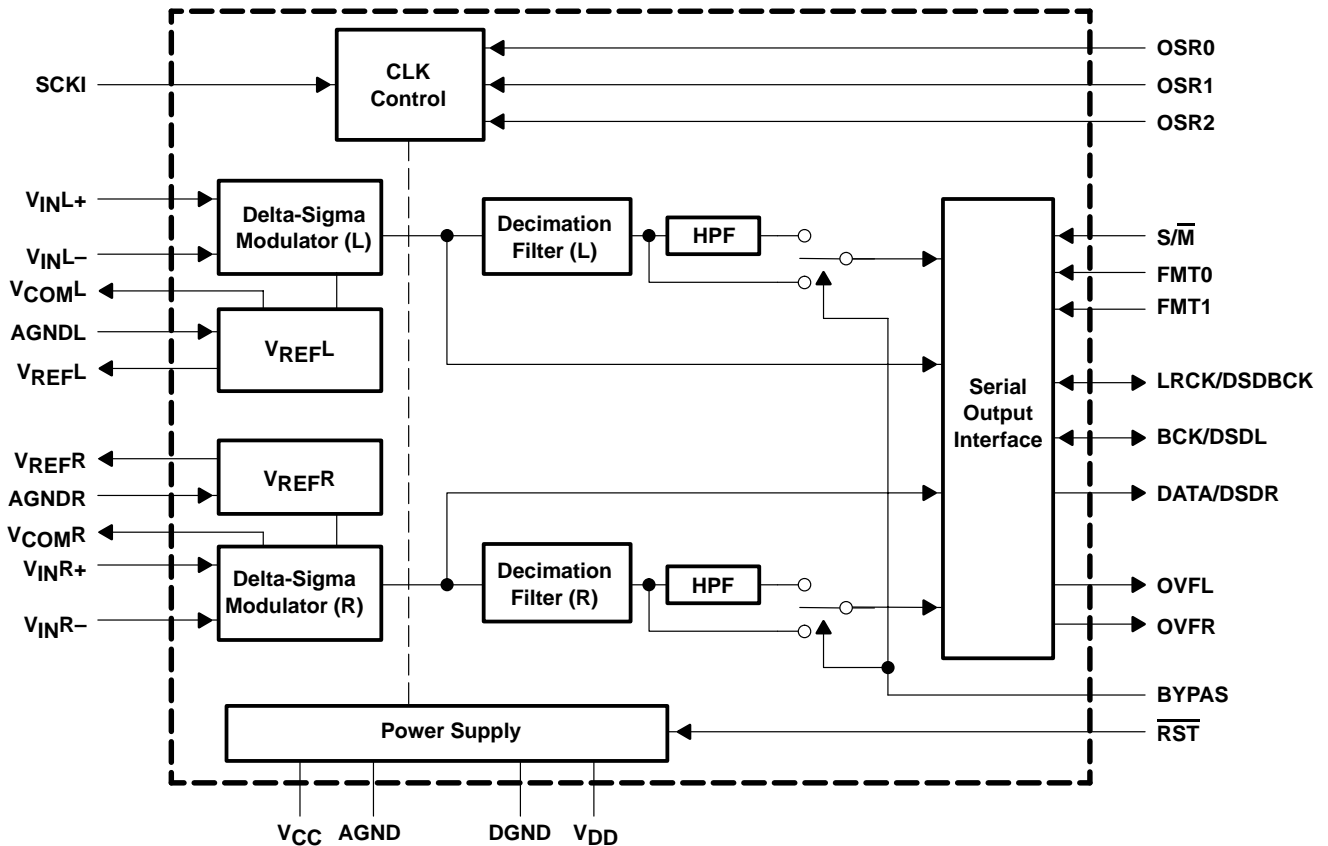 SCKI
CLK
Control
OSR0
OSR1
OSR2
VINL+
VINL–
VCOML
AGNDL
VREFL
Delta-Sigma
Modulator (L)
VREFL
Decimation
Filter (L)
HPF
Serial
Output
Interface
S/M̅
FMT0
FMT1
LRCK/DSDBCK
BCK/DSDL
DATA/DSDR
OVFL
OVFR
BYPAS
R̅S̅T̅
VREFR
AGNDR
VCOMR
VINR+
VINR–
VREFR
Delta-Sigma
Modulator (R)
Decimation
Filter (R)
HPF
Power Supply
VCC
AGND
DGND
VDD